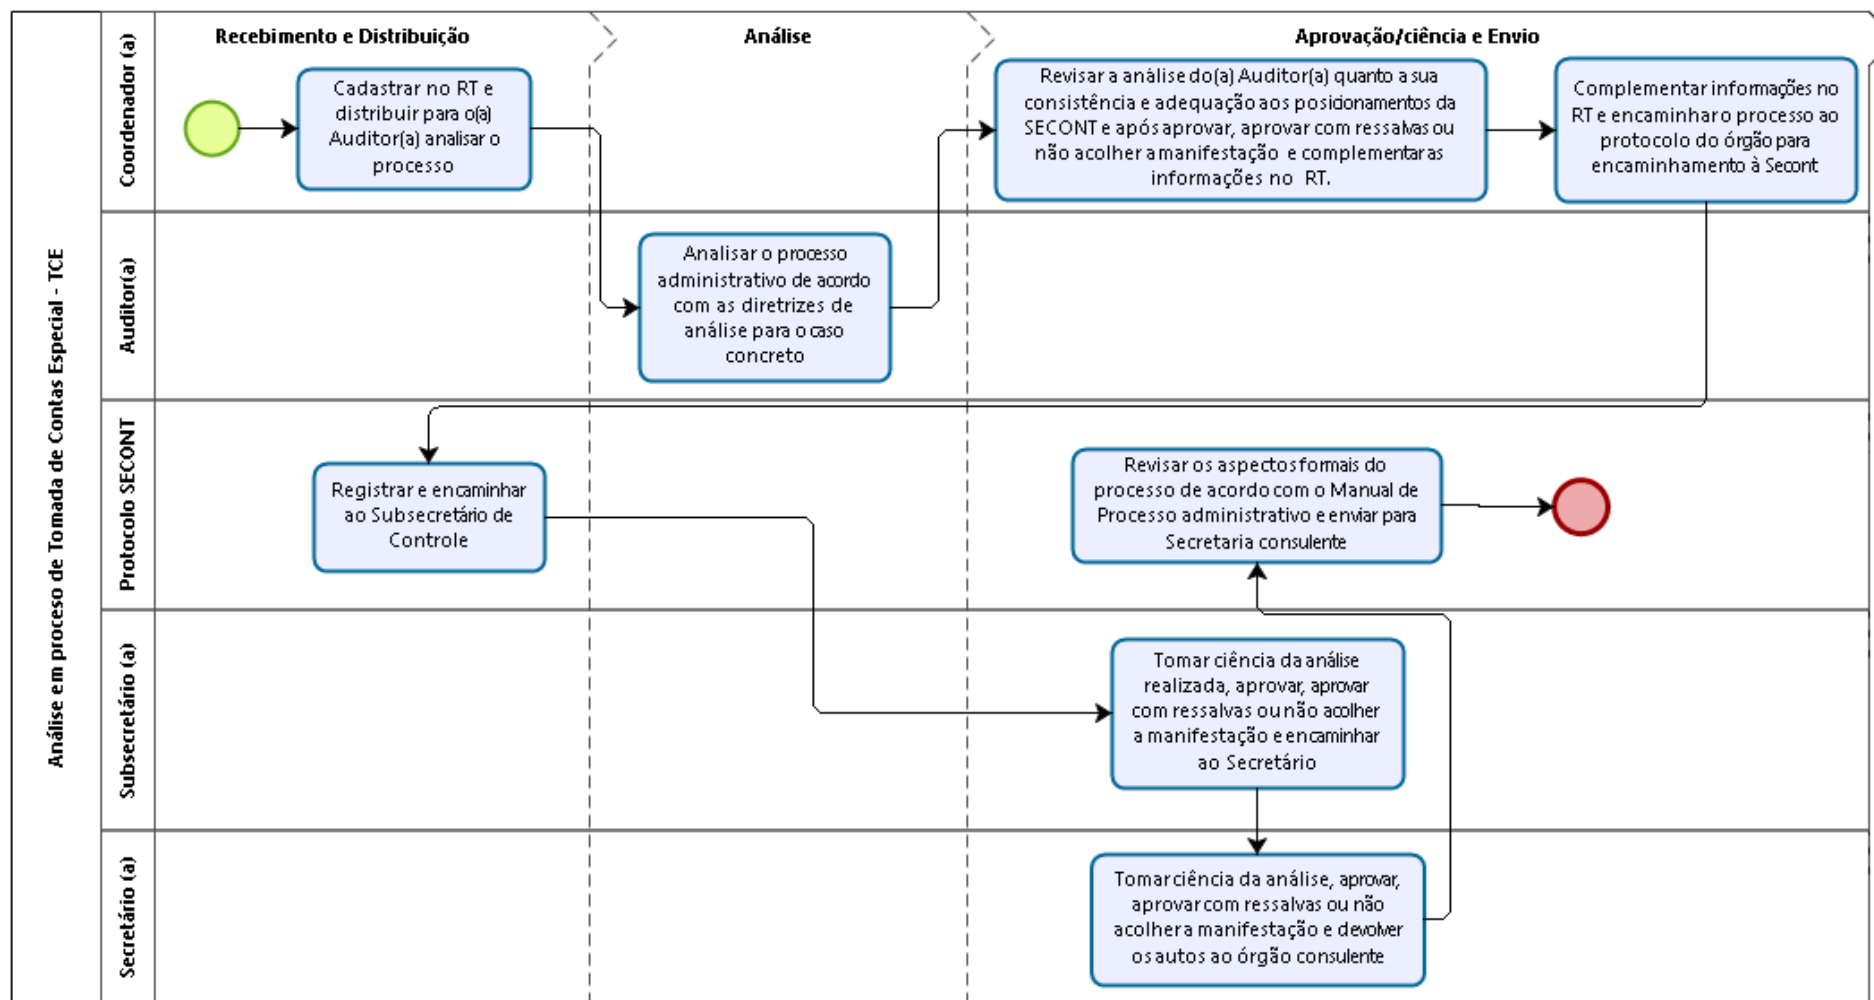 Análise em proceso de Tomada de Contas Especial - TCE
Recebimento e Distribuição
Análise
Aprovação/ciência e Envio
Coordenador (a)
Cadastrar no RT e
distribuir para o(a)
Auditor(a) analisar o
processo
Revisar a análise do(a) Auditor(a) quanto a sua
consistência e adequação aos posicionamentos da
SECONT e após aprovar, aprovar com ressalvas ou
não acolher a manifestação e complementar as
informações no RT.
Complementar informações no
RT e encaminhar o processo ao
protocolo do órgão para
encaminhamento à Secont
Auditor(a)
Analisar o processo
administrativo de acordo
com as diretrizes de
análise para o caso
concreto
Protocolo SECONT
Registrar e encaminhar
ao Subsecretário de
Controle
Revisar os aspectos formais do
processo de acordo com o Manual de
Processo administrativo e enviar para
Secretaria consulente
Subsecretário (a)
Tomar ciência da análise
realizada, aprovar, aprovar
com ressalvas ou não acolher
a manifestação e encaminhar
ao Secretário
Secretário (a)
Tomar ciência da análise, aprovar,
aprovar com ressalvas ou não
acolher a manifestação e devolver
os autos ao órgão consulente